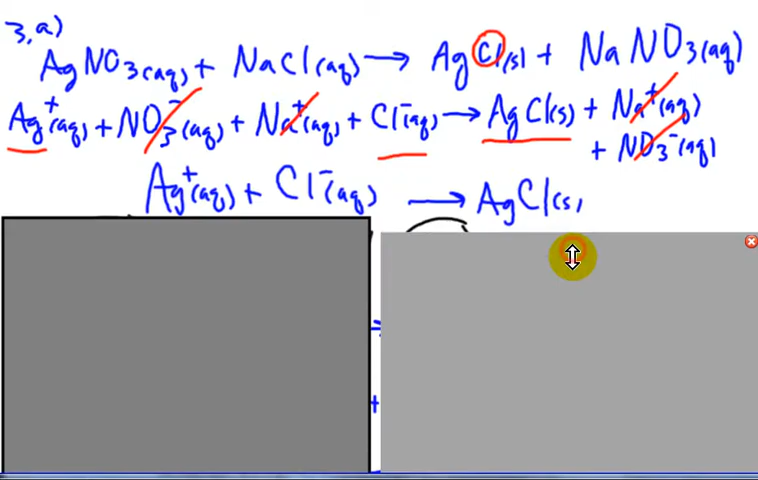 3, a)
AgNO₃(aq) + NaCl(aq) → AgCl(s) + NaNO₃(aq)
Ag⁺(aq) + NO₃⁻(aq) + Na⁺(aq) + Cl⁻(aq) → AgCl(s) + Na⁺(aq)
+ NO₃⁻(aq)
Ag⁺(aq) + Cl⁻(aq) → AgCl(s)
→
+